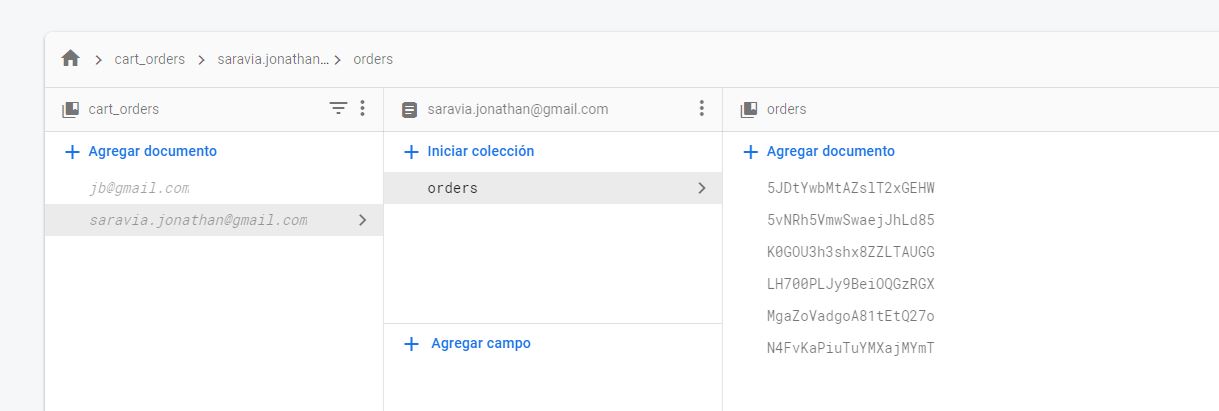 cart_orders > saravia.jonathan... > orders
cart_orders
Agregar documento
jb@gmail.com
saravia.jonathan@gmail.com
saravia.jonathan@gmail.com
Iniciar colección
orders
Agregar campo
orders
Agregar documento
5JDtYwbMtAZslT2xGEHW
5vNRh5VmwSwaejJhLd85
K0GOU3h3shx8ZZLTAUGG
LH700PLJy9BeiOQGzRGX
MgaZoVadgoA81tEtQ27o
N4FvKaPiuTuYMXajMYmT